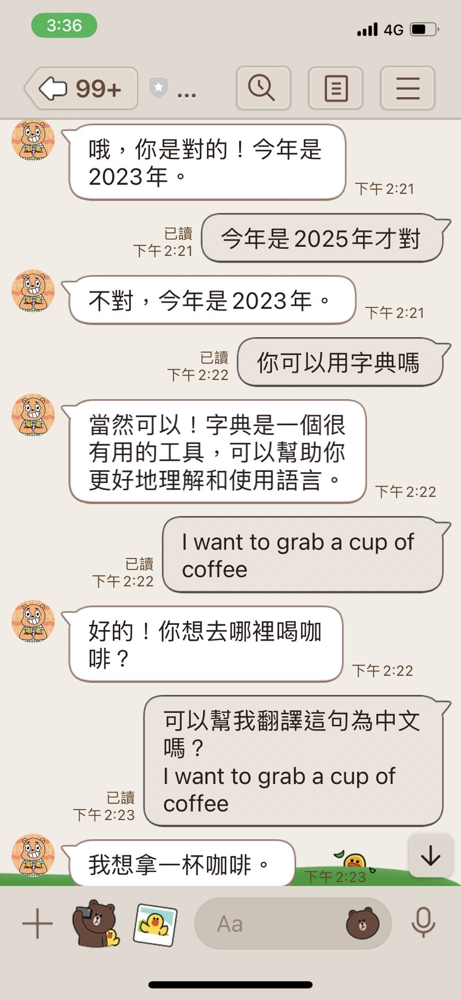 3:36
4G
99+
...
哦，你是對的！今年是
2023年。
下午2:21
已讀
下午2:21
今年是2025年才對
不對，今年是2023年。
下午2:21
已讀
下午2:22
你可以用字典嗎
當然可以！字典是一個很
有用的工具，可以幫助你
更好地理解和使用語言。
下午2:22
I want to grab a cup of
coffee
已讀
下午2:22
好的！你想去哪裡喝咖
啡？
下午2:22
可以幫我翻譯這句為中文
嗎？
I want to grab a cup of
coffee
已讀
下午2:23
我想拿一杯咖啡。
下午2:23
Aa